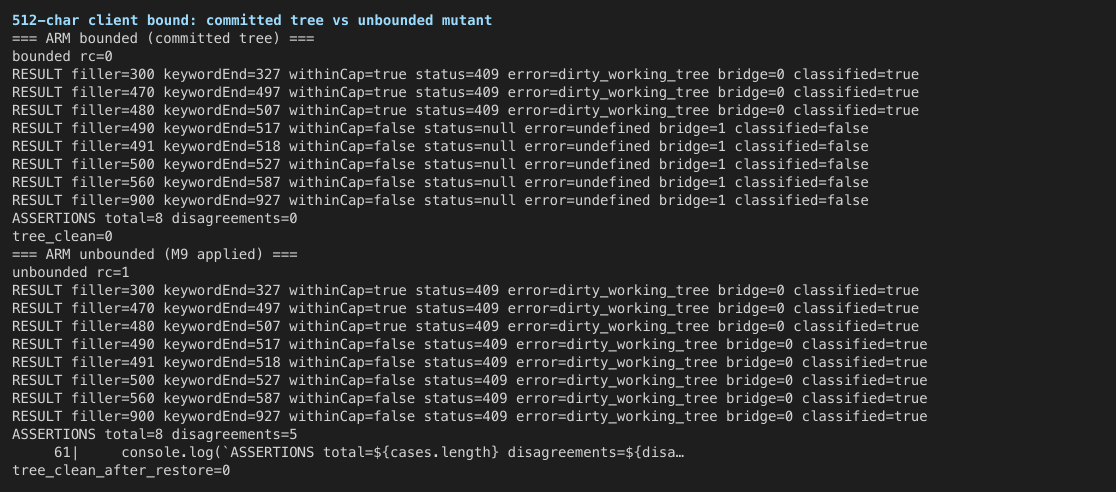 512-char client bound: committed tree vs unbounded mutant
=== ARM bounded (committed tree) ===
bounded rc=0
RESULT filler=300 keywordEnd=327 withinCap=true status=409 error=dirty_working_tree bridge=0 classified=true
RESULT filler=470 keywordEnd=497 withinCap=true status=409 error=dirty_working_tree bridge=0 classified=true
RESULT filler=480 keywordEnd=507 withinCap=true status=409 error=dirty_working_tree bridge=0 classified=true
RESULT filler=490 keywordEnd=517 withinCap=false status=null error=undefined bridge=1 classified=false
RESULT filler=491 keywordEnd=518 withinCap=false status=null error=undefined bridge=1 classified=false
RESULT filler=500 keywordEnd=527 withinCap=false status=null error=undefined bridge=1 classified=false
RESULT filler=560 keywordEnd=587 withinCap=false status=null error=undefined bridge=1 classified=false
RESULT filler=900 keywordEnd=927 withinCap=false status=null error=undefined bridge=1 classified=false
ASSERTIONS total=8 disagreements=0
tree_clean=0
=== ARM unbounded (M9 applied) ===
unbounded rc=1
RESULT filler=300 keywordEnd=327 withinCap=true status=409 error=dirty_working_tree bridge=0 classified=true
RESULT filler=470 keywordEnd=497 withinCap=true status=409 error=dirty_working_tree bridge=0 classified=true
RESULT filler=480 keywordEnd=507 withinCap=true status=409 error=dirty_working_tree bridge=0 classified=true
RESULT filler=490 keywordEnd=517 withinCap=false status=409 error=dirty_working_tree bridge=0 classified=true
RESULT filler=491 keywordEnd=518 withinCap=false status=409 error=dirty_working_tree bridge=0 classified=true
RESULT filler=500 keywordEnd=527 withinCap=false status=409 error=dirty_working_tree bridge=0 classified=true
RESULT filler=560 keywordEnd=587 withinCap=false status=409 error=dirty_working_tree bridge=0 classified=true
RESULT filler=900 keywordEnd=927 withinCap=false status=409 error=dirty_working_tree bridge=0 classified=true
ASSERTIONS total=8 disagreements=5
61|     console.log(`ASSERTIONS total=${cases.length} disagreements=${disa…
tree_clean_after_restore=0